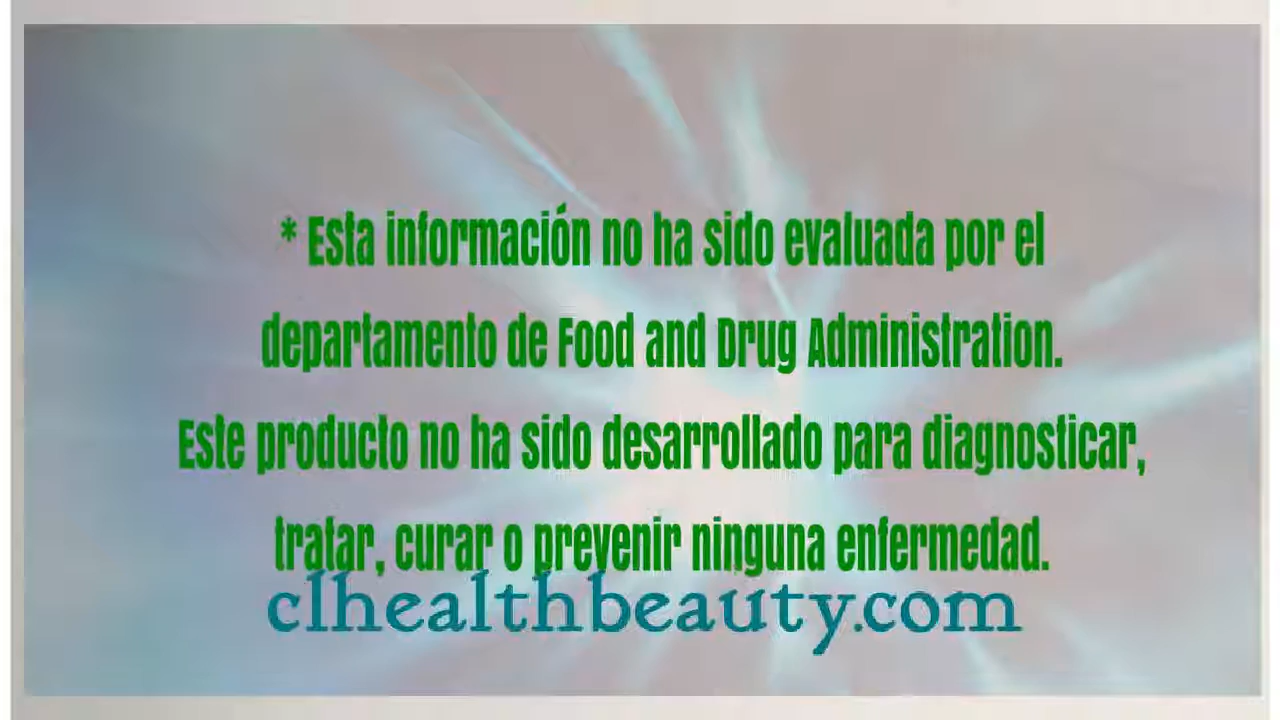 * Esta información no ha sido evaluada por el
departamento de Food and Drug Administration.
Este producto no ha sido desarrollado para diagnosticar,
tratar, curar o prevenir ninguna enfermedad.
clhealthbeauty.com